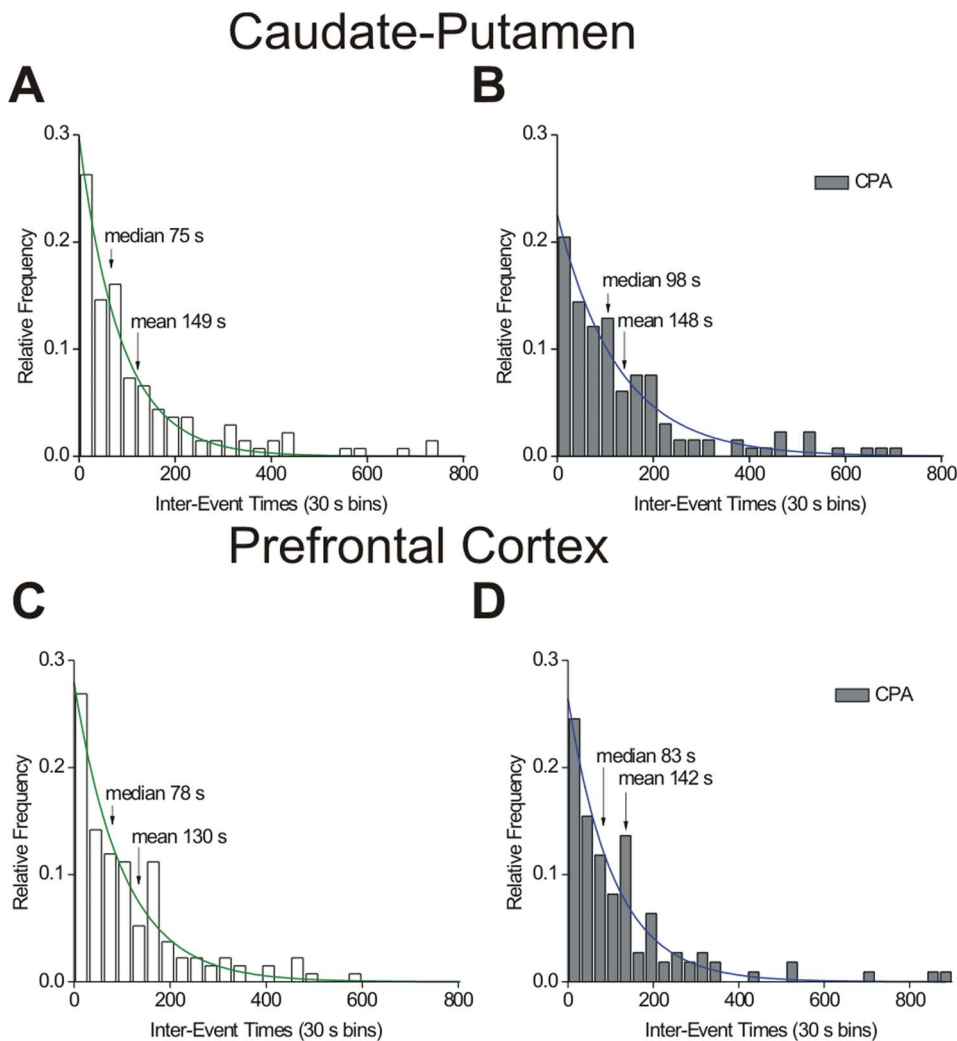 Caudate-Putamen
A
B
0.3
0.2
0.1
0.0
Relative Frequency
median 75 s
mean 149 s
0
200
400
600
800
Inter-Event Times (30 s bins)
0.3
0.2
0.1
0.0
Relative Frequency
CPA
median 98 s
mean 148 s
0
200
400
600
800
Inter-Event Times (30 s bins)
Prefrontal Cortex
C
D
0.3
0.2
0.1
0.0
Relative Frequency
median 78 s
mean 130 s
0
200
400
600
800
Inter-Event Times (30 s bins)
0.3
0.2
0.1
0.0
Relative Frequency
CPA
median 83 s
mean 142 s
0
200
400
600
800
Inter-Event Times (30 s bins)